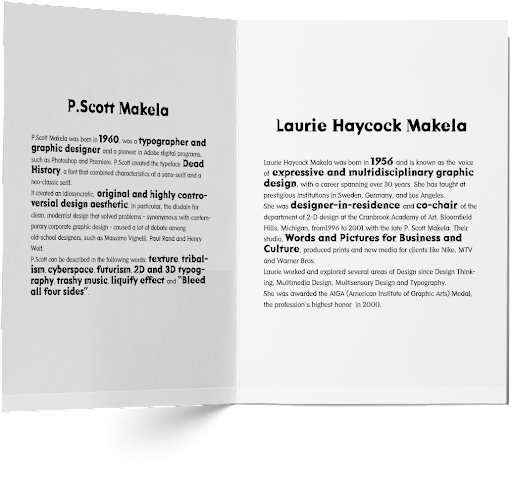 P.Scott Makela
P.Scott Makela was born in 1960, was a typographer and
graphic designer and a pioneer in Adobe digital programs,
such as Photoshop and Premiere. P.Scott created the typeface Dead
History, a font that combined characteristics of a sans-serif and a
neo-classic serif.
It created an idiosyncratic, original and highly contro-
versial design aesthetic. In particular, the disdain for
clean, modernist design that solved problems - synonymous with contem-
porary corporate graphic design - caused a lot of debate among
old-school designers, such as Massimo Vignelli, Paul Rand and Henry
Wolf.
P.Scott can be described in the following words: texture, tribal-
ism, cyberspace, futurism, 2D and 3D typog-
raphy, trashy music, liquify effect and "Bleed
all four sides".
Laurie Haycock Makela
Laurie Haycock Makela was born in 1956 and is known as the voice
of expressive and multidisciplinary graphic
design, with a career spanning over 30 years. She has taught at
prestigious institutions in Sweden, Germany, and Los Angeles.
She was designer-in-residence and co-chair of the
department of 2-D design at the Cranbrook Academy of Art, Bloomfield
Hills, Michigan, from1996 to 2001 with the late P. Scott Makela. Their
studio, Words and Pictures for Business and
Culture, produced prints and new media for clients like Nike, MTV
and Warner Bros.
Laurie worked and explored several areas of Design since Design Think-
ing, Multimedia Design, Multisensory Design and Typography.
She was awarded the AIGA (American Institute of Graphic Arts) Medal,
the profession's highest honor in 2000.